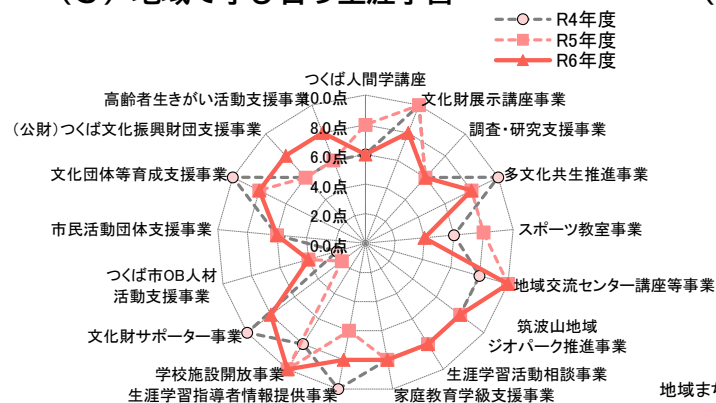 R4年度
R5年度
R6年度
つくば人間学講座
高齢者生きがい活動支援事業
0.0点
文化財展示講座事業
(公財)つくば文化振興財団支援事業
8.0点
調査・研究支援事業
文化団体等育成支援事業
6.0点
多文化共生推進事業
4.0点
市民活動団体支援事業
2.0点
スポーツ教室事業
0.0点
つくば市OB人材
活動支援事業
地域交流センター講座等事業
文化財サポーター事業
筑波山地域
ジオパーク推進事業
学校施設開放事業
生涯学習活動相談事業
生涯学習指導者情報提供事業
家庭教育学級支援事業
地域まち